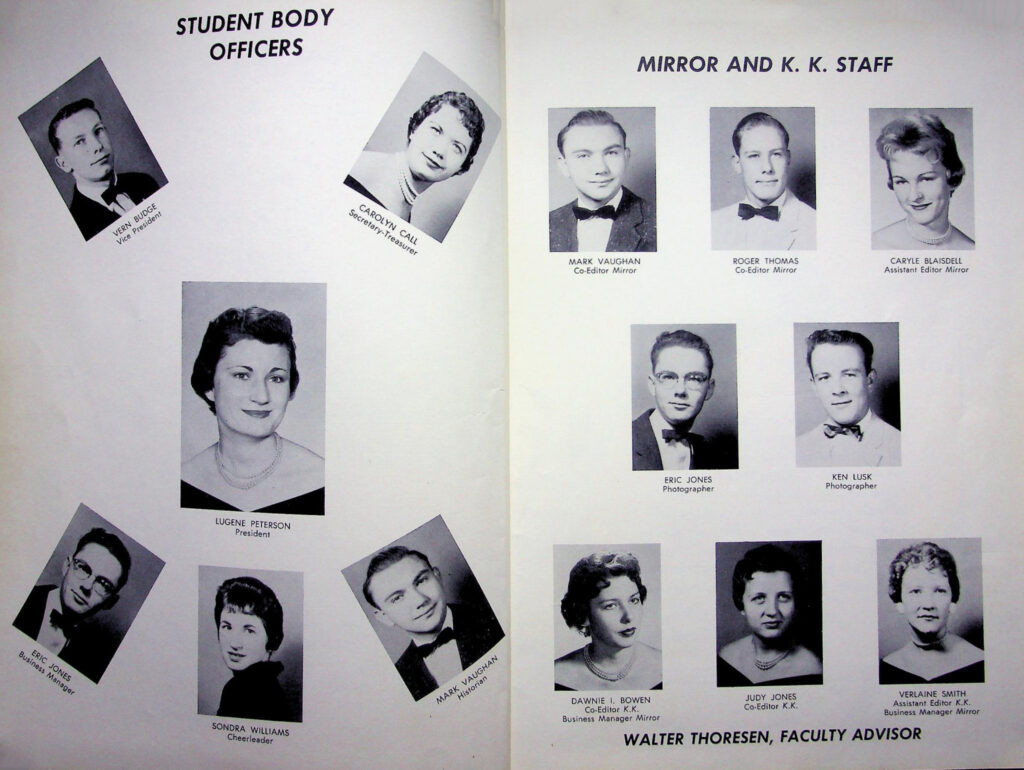 STUDENT BODY
OFFICERS
VERN BUDGE
Vice President
CAROLYN CALL
Secretary-Treasurer
LUGENE PETERSON
President
ERIC JONES
Business Manager
SONDRA WILLIAMS
Cheerleader
MARK VAUGHAN
Historian
MIRROR AND K. K. STAFF
MARK VAUGHAN
Co-Editor Mirror
ROGER THOMAS
Co-Editor Mirror
CARYLE BLAISDELL
Assistant Editor Mirror
ERIC JONES
Photographer
KEN LUSK
Photographer
DAWNIE I. BOWEN
Co-Editor K.K.
Business Manager Mirror
JUDY JONES
Co-Editor K.K.
VERLAINE SMITH
Assistant Editor K.K.
Business Manager Mirror
WALTER THORESEN, FACULTY ADVISOR